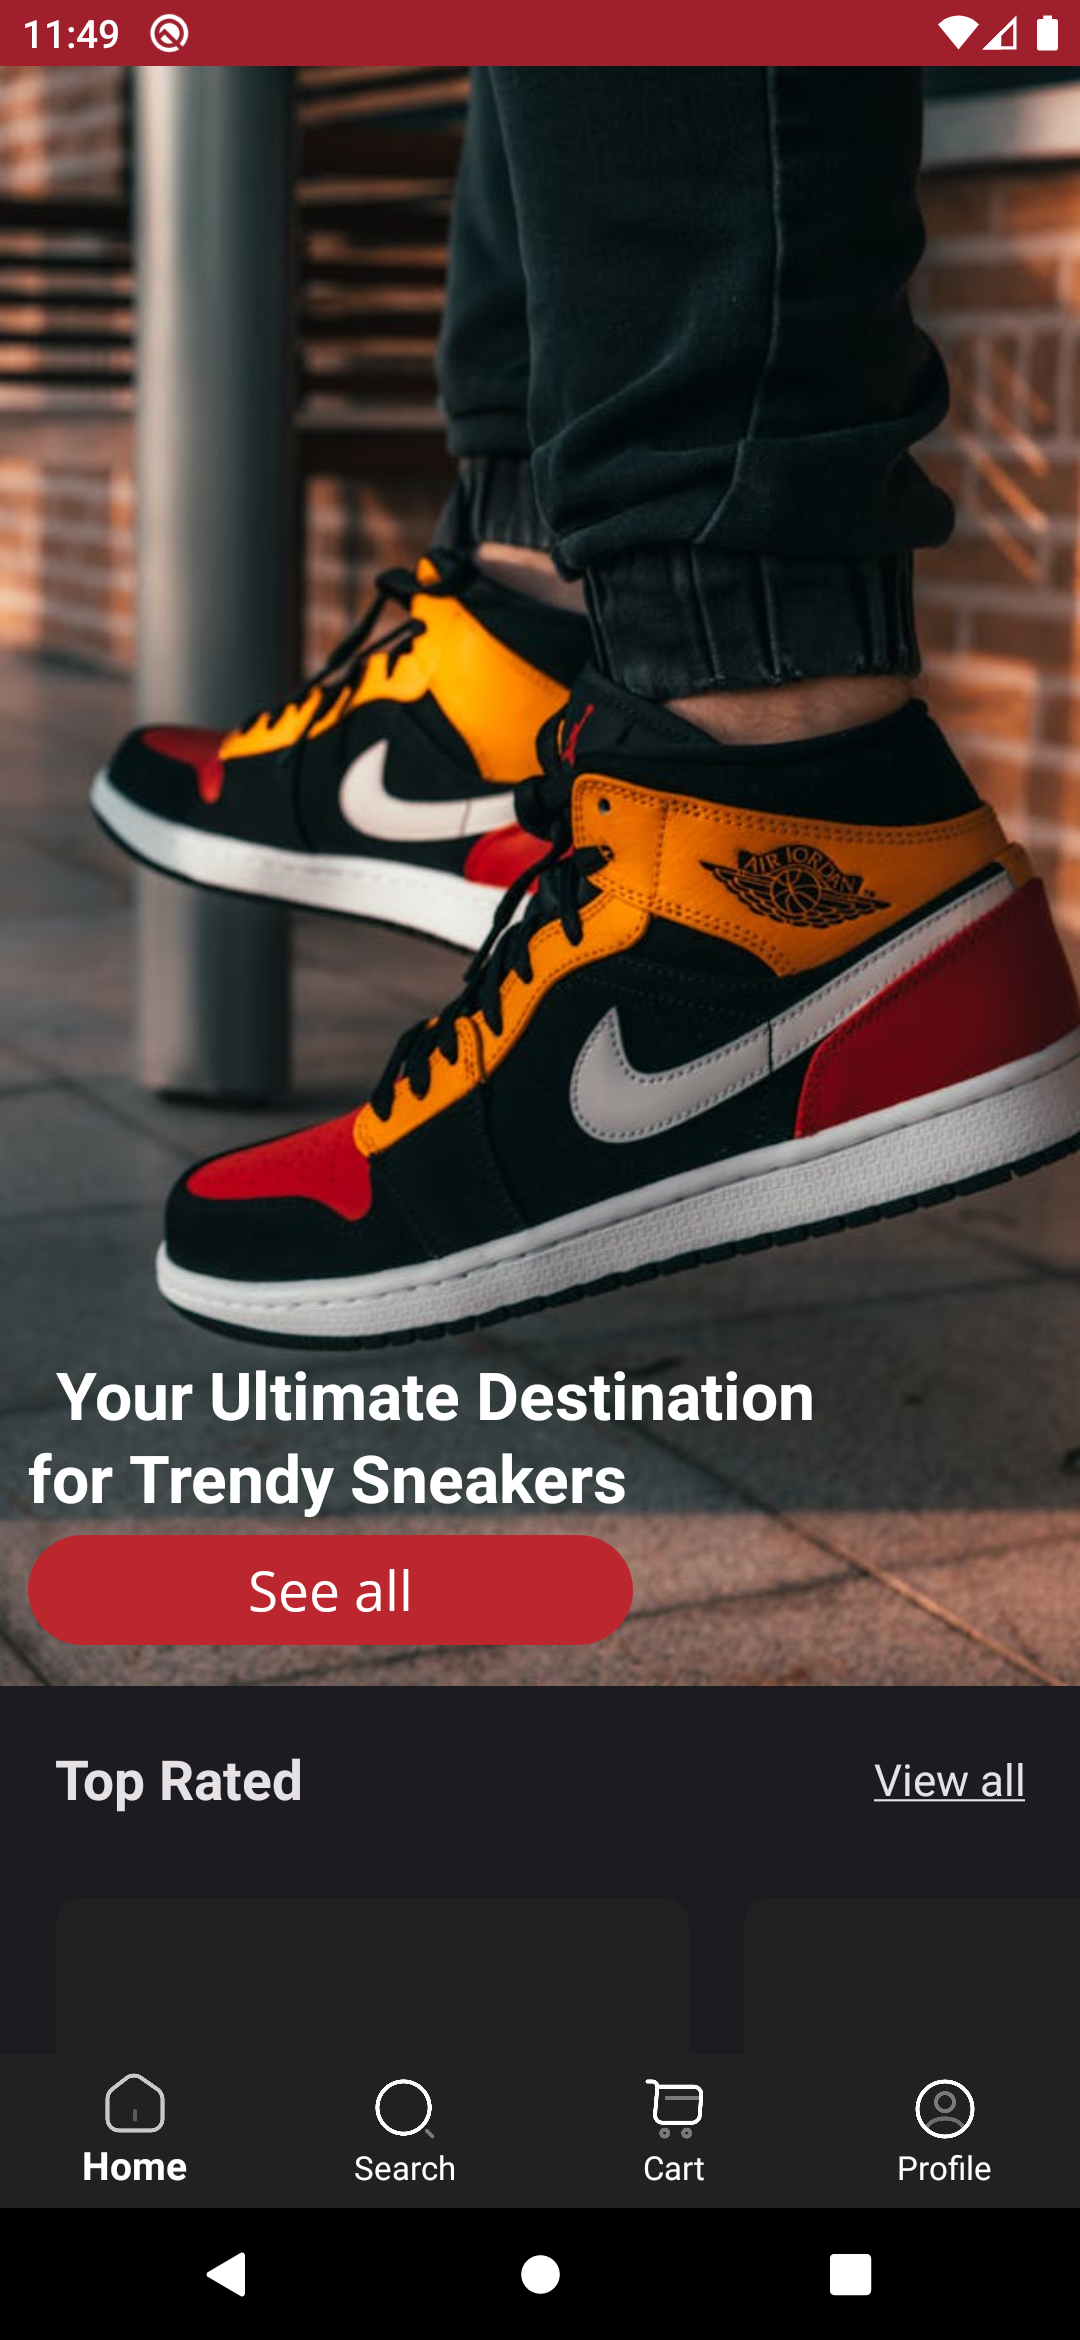 11:49
AIR JORDAN
Your Ultimate Destination
for Trendy Sneakers
See all
Top Rated
View all
Home
Search
Cart
Profile